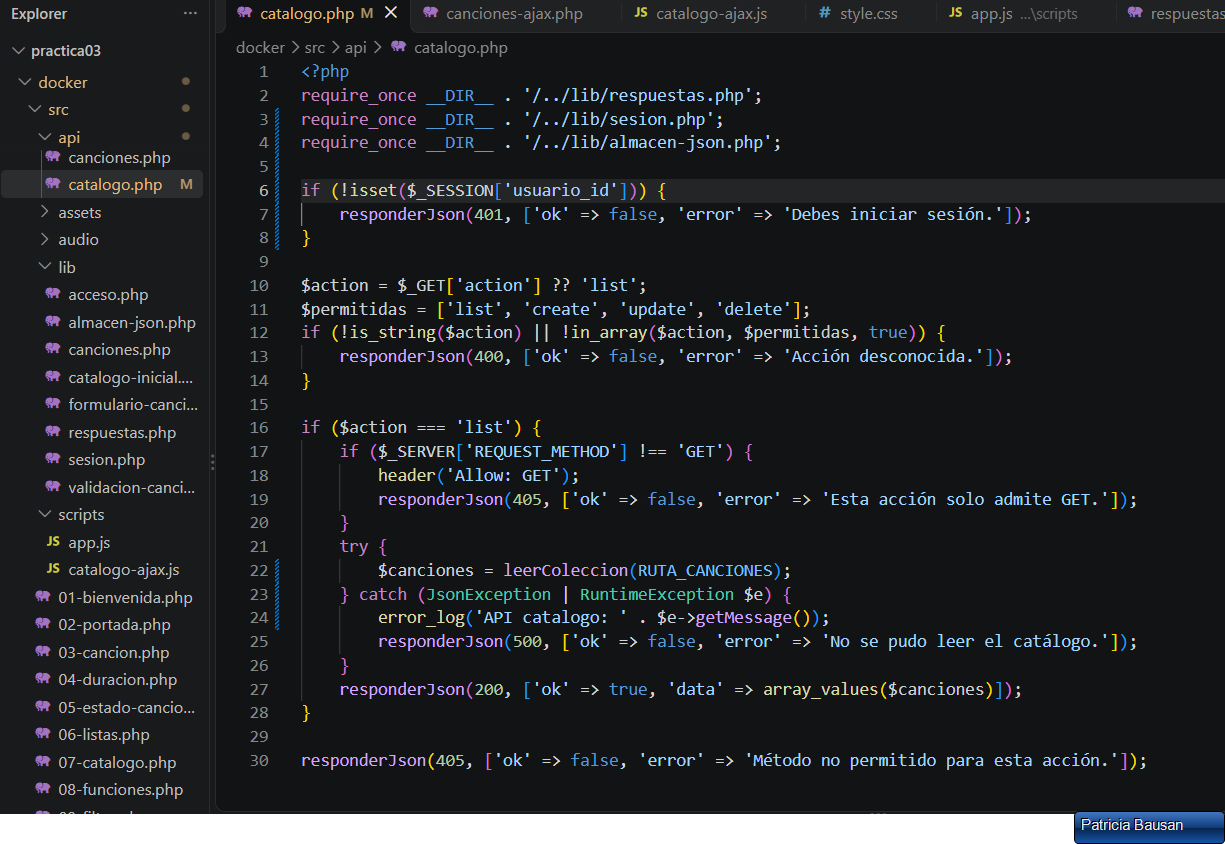 Explorer ···
practica03
docker
src
api
canciones.php
catalogo.php M
assets
audio
lib
acceso.php
almacen-json.php
canciones.php
catalogo-inicial....
formulario-canci...
respuestas.php
sesion.php
validacion-canci...
scripts
JS app.js
JS catalogo-ajax.js
01-bienvenida.php
02-portada.php
03-cancion.php
04-duracion.php
05-estado-cancio...
06-listas.php
07-catalogo.php
08-funciones.php
catalogo.php M canciones-ajax.php JS catalogo-ajax.js # style.css JS app.js ...\scripts respuestas
docker > src > api > catalogo.php
1 <?php
2 require_once __DIR__ . '/../lib/respuestas.php';
3 require_once __DIR__ . '/../lib/sesion.php';
4 require_once __DIR__ . '/../lib/almacen-json.php';
5
6 if (!isset($_SESSION['usuario_id'])) {
7     responderJson(401, ['ok' => false, 'error' => 'Debes iniciar sesión.']);
8 }
9
10 $action = $_GET['action'] ?? 'list';
11 $permitidas = ['list', 'create', 'update', 'delete'];
12 if (!is_string($action) || !in_array($action, $permitidas, true)) {
13     responderJson(400, ['ok' => false, 'error' => 'Acción desconocida.']);
14 }
15
16 if ($action === 'list') {
17     if ($_SERVER['REQUEST_METHOD'] !== 'GET') {
18         header('Allow: GET');
19         responderJson(405, ['ok' => false, 'error' => 'Esta acción solo admite GET.']);
20     }
21     try {
22         $canciones = leerColeccion(RUTA_CANCIONES);
23     } catch (JsonException | RuntimeException $e) {
24         error_log('API catalogo: ' . $e->getMessage());
25         responderJson(500, ['ok' => false, 'error' => 'No se pudo leer el catálogo.']);
26     }
27     responderJson(200, ['ok' => true, 'data' => array_values($canciones)]);
28 }
29
30 responderJson(405, ['ok' => false, 'error' => 'Método no permitido para esta acción.']);
Patricia Bausan